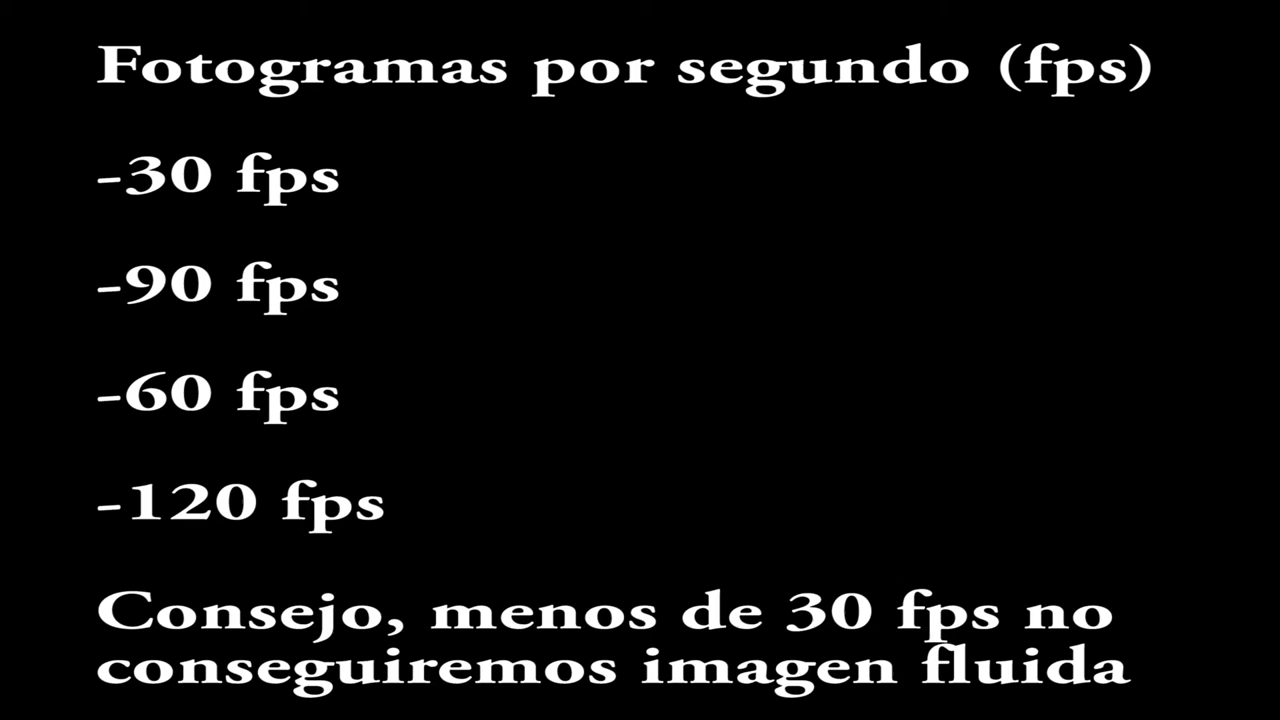 Fotogramas por segundo (fps)
-30 fps
-90 fps
-60 fps
-120 fps
Consejo, menos de 30 fps no
conseguiremos imagen fluida